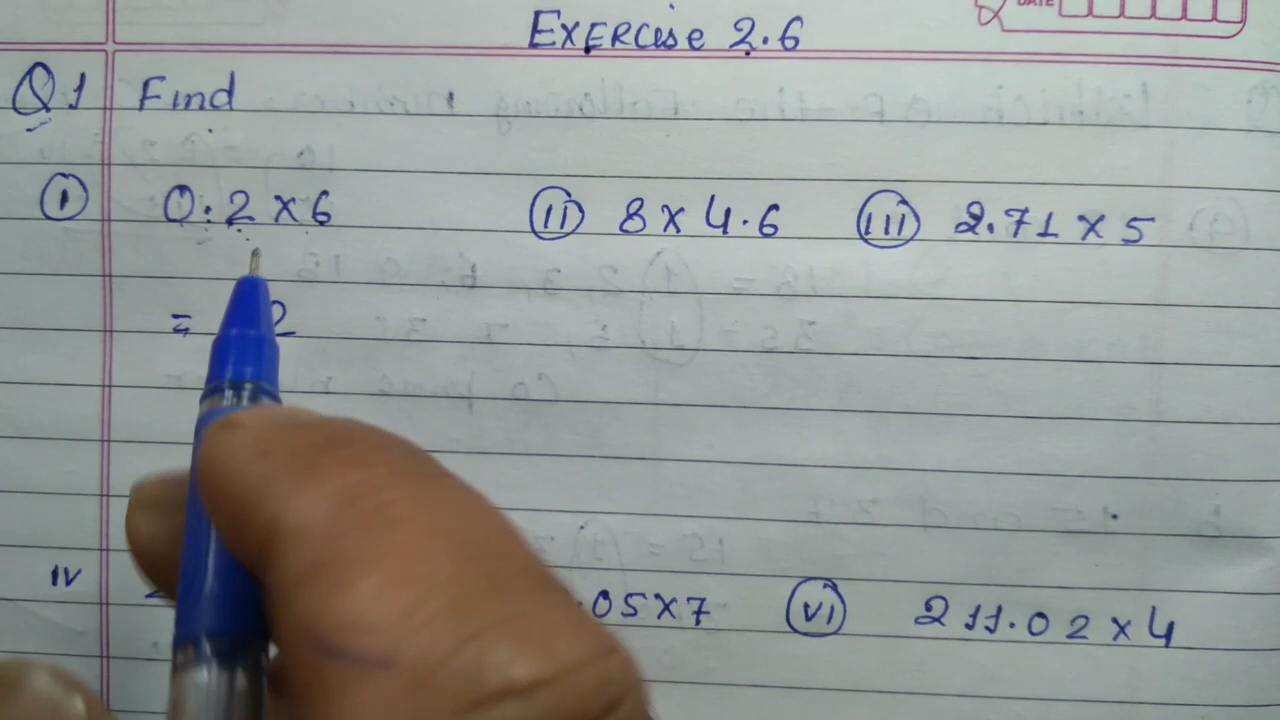 DATE
EXERCise 2.6
Q1 Find
(I) 0.2 x 6 (II) 8 x 4.6 (III) 2.71 x 5
= 2
IV .05 x 7 (VI) 211.02 x 4